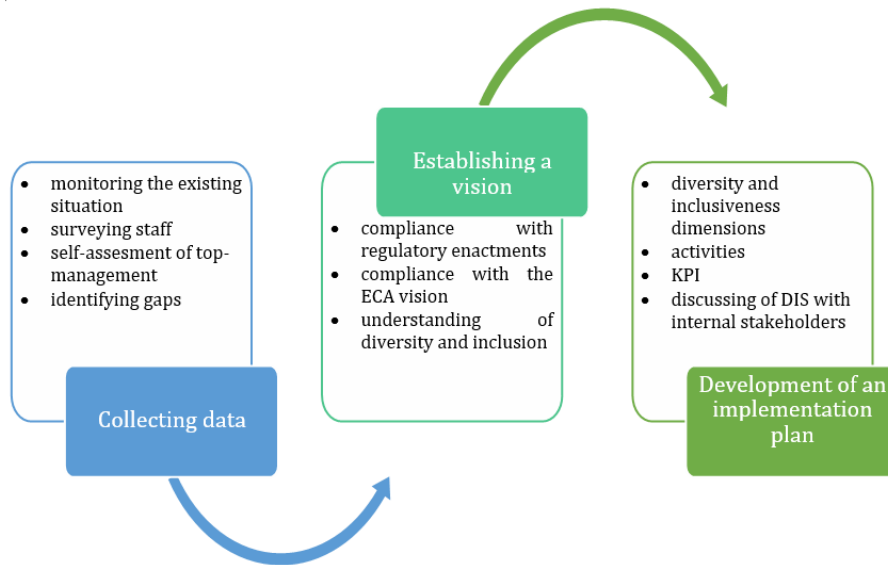 • monitoring the existing
situation
• surveying staff
• self-assesment of top-
management
• identifying gaps
Collecting data
Establishing a
vision
• compliance with
regulatory enactments
• compliance with the
ECA vision
• understanding of
diversity and inclusion
• diversity and
inclusiveness
dimensions
• activities
• KPI
• discussing of DIS with
internal stakeholders
Development of an
implementation
plan